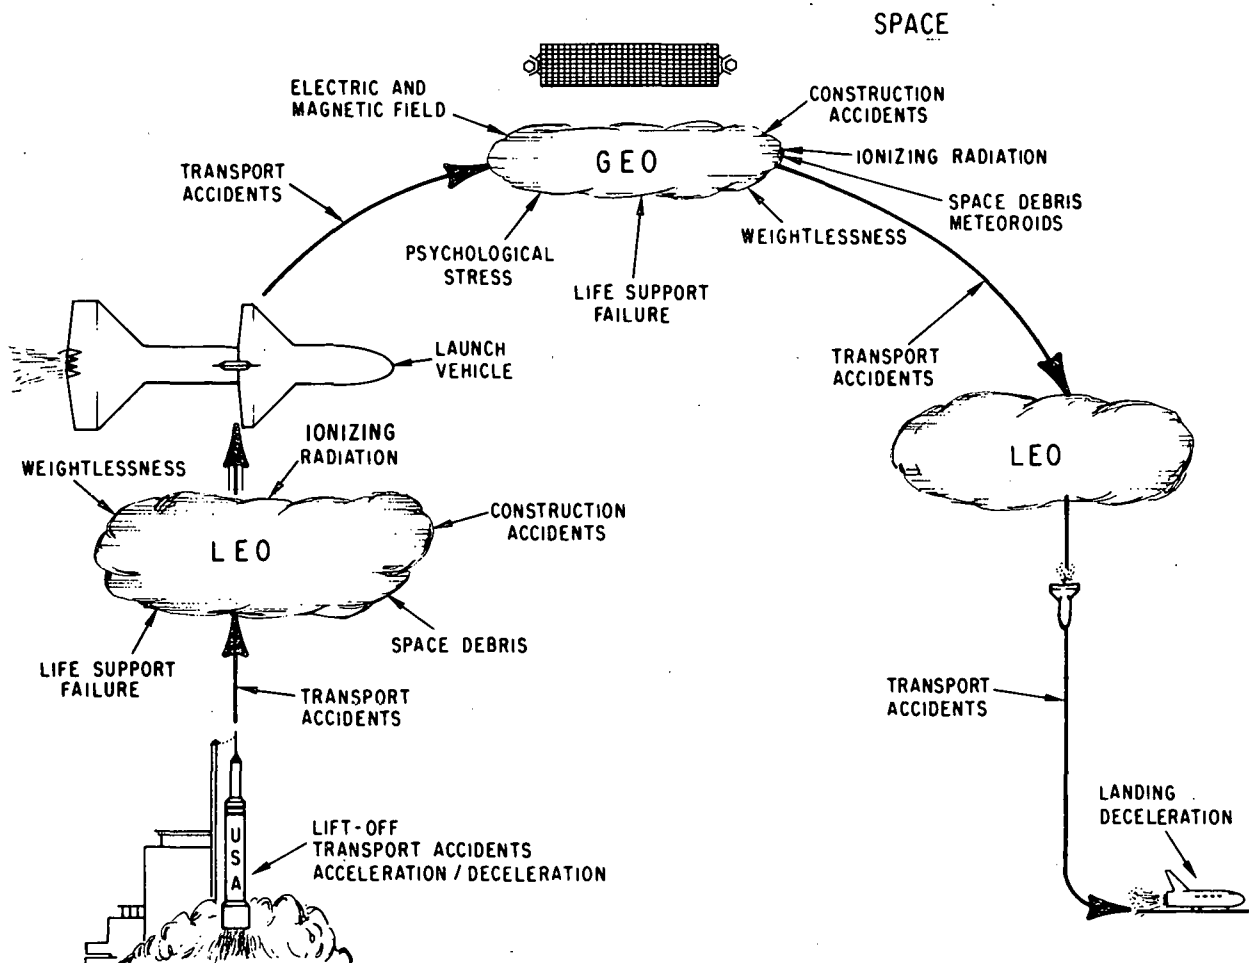 SPACE
ELECTRIC AND
MAGNETIC FIELD
CONSTRUCTION
ACCIDENTS
GEO
IONIZING RADIATION
TRANSPORT
ACCIDENTS
SPACE DEBRIS
METEOROIDS
PSYCHOLOGICAL
STRESS
WEIGHTLESSNESS
LIFE SUPPORT
FAILURE
LAUNCH
VEHICLE
TRANSPORT
ACCIDENTS
IONIZING
RADIATION
WEIGHTLESSNESS
LEO
CONSTRUCTION
ACCIDENTS
LEO
SPACE DEBRIS
LIFE SUPPORT
FAILURE
TRANSPORT
ACCIDENTS
TRANSPORT
ACCIDENTS
USA
LIFT-OFF
TRANSPORT ACCIDENTS
ACCELERATION / DECELERATION
LANDING
DECELERATION